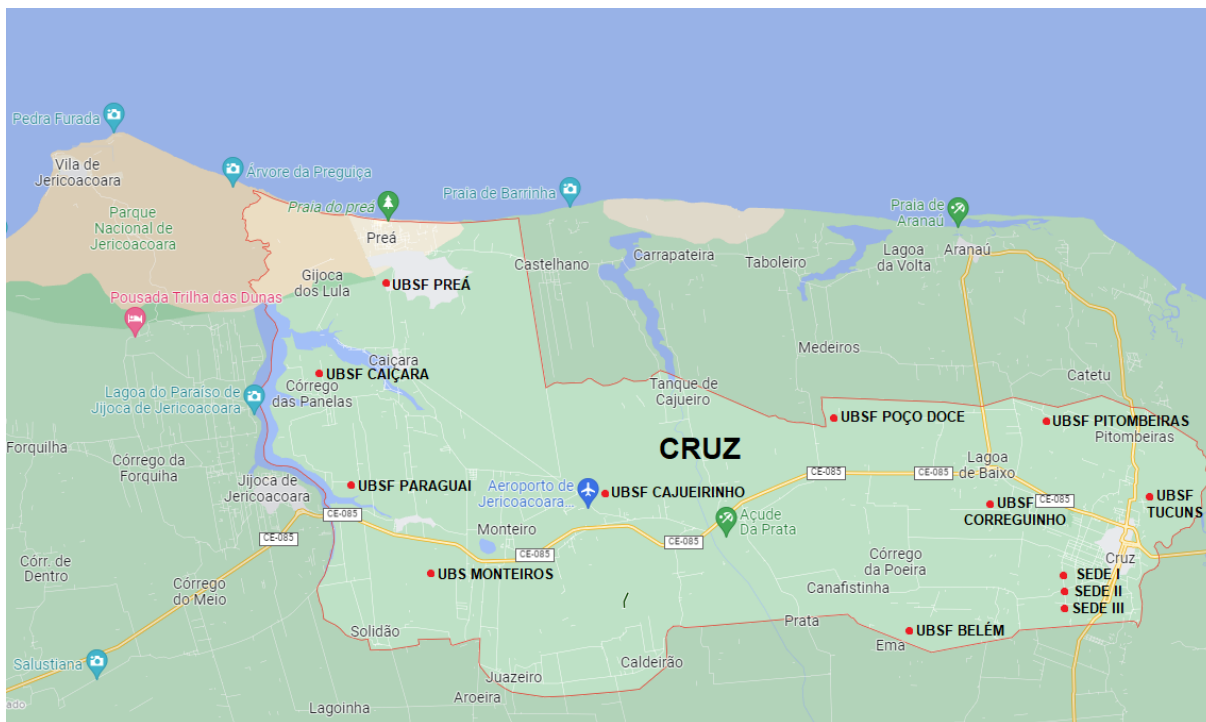 Pedra Furada
Vila de
Jericoacoara
Árvore da Preguiça
Parque
Nacional de
Jericoacoara
Praia do preá
Preá
Praia de Barrinha
Praia de
Aranaú
Castelhano
Carrapateira
Taboleiro
Lagoa
da Volta
Aranaú
Gijoca
dos Lula
UBSF PREÁ
Pousada Trilha das Dunas
Medeiros
Caiçara
UBSF CAIÇARA
Córrego
das Panelas
Tanque de
Cajueiro
Catetu
Lagoa do Paraíso de
Jijoca de Jericoacoara
UBSF POÇO DOCE
UBSF PITOMBEIRAS
Pitombeiras
Forquilha
Córrego da
Forquiha
CRUZ
Lagoa
de Baixo
CE-085
CE-085
Jijoca de
Jericoacoara
UBSF PARAGUAI
Aeroporto de
Jericoacoara...
UBSF CAJUEIRINHO
UBSF
CORREGUINHO
CE-085
UBSF
TUCUNS
CE-085
Açude
Da Prata
Monteiro
CE-085
CE-085
CE-085
Córr. de
Dentro
Córrego
do Meio
UBS MONTEIROS
Córrego
da Poeira
Canafistinha
Cruz
SEDE I
SEDE II
SEDE III
Solidão
Prata
UBSF BELÉM
Ema
Salustiana
Caldeirão
Juazeiro
Aroeira
Lagoinha